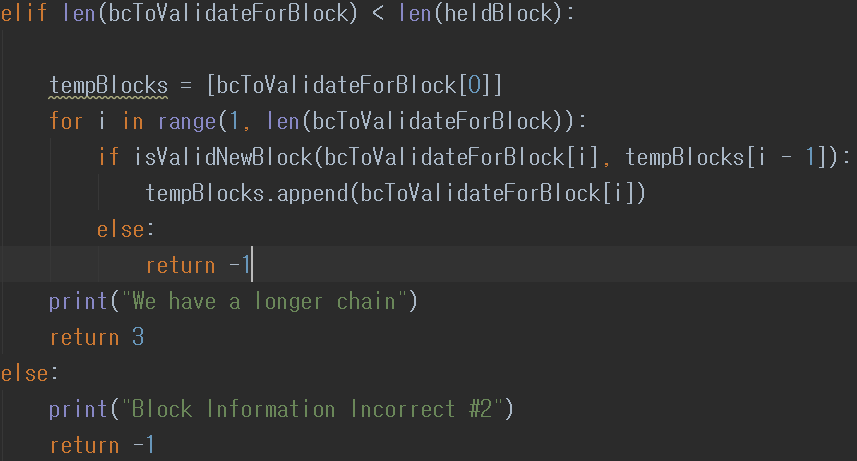 elif len(bcToValidateForBlock) < len(heldBlock):
tempBlocks = [bcToValidateForBlock[0]]
for i in range(1, len(bcToValidateForBlock)):
if isValidNewBlock(bcToValidateForBlock[i], tempBlocks[i - 1]):
tempBlocks.append(bcToValidateForBlock[i])
else:
return -1
print("We have a longer chain")
return 3
else:
print("Block Information Incorrect #2")
return -1